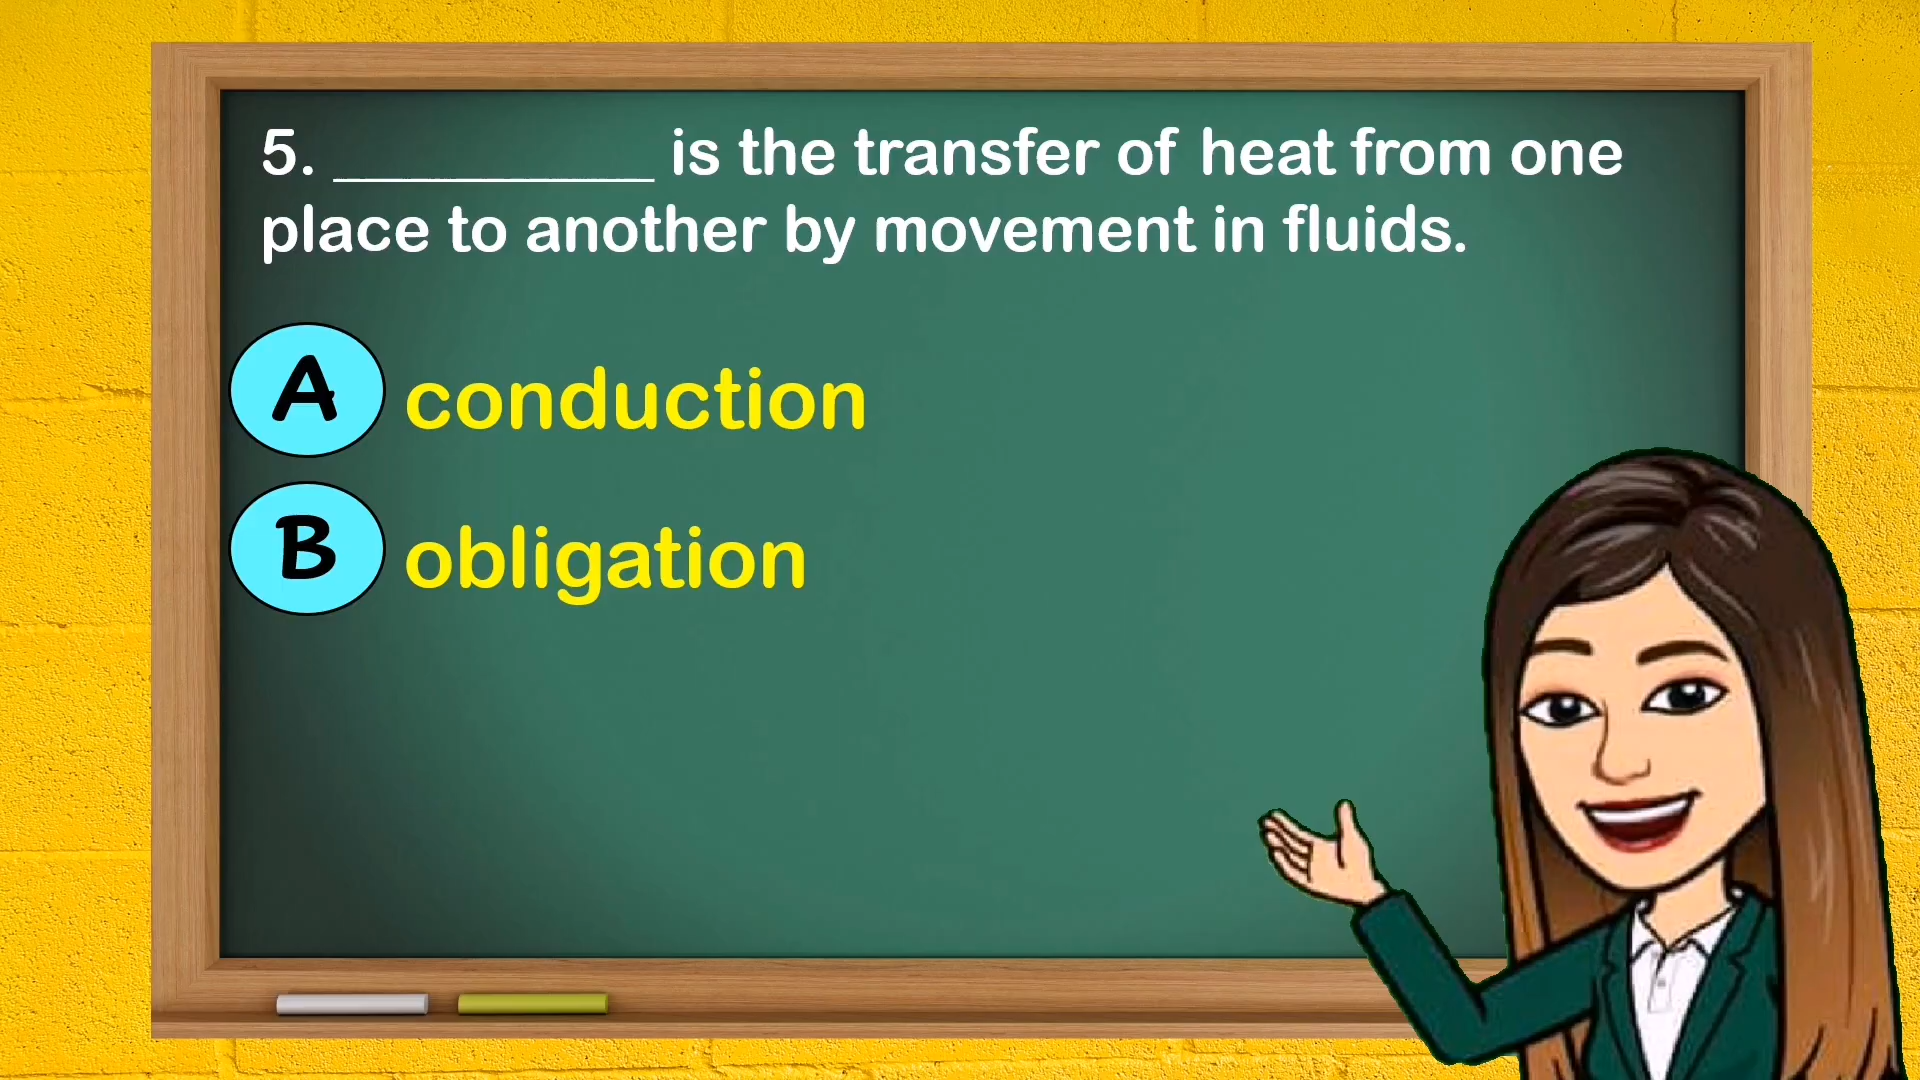 5. __________ is the transfer of heat from one
place to another by movement in fluids.
A conduction
B obligation